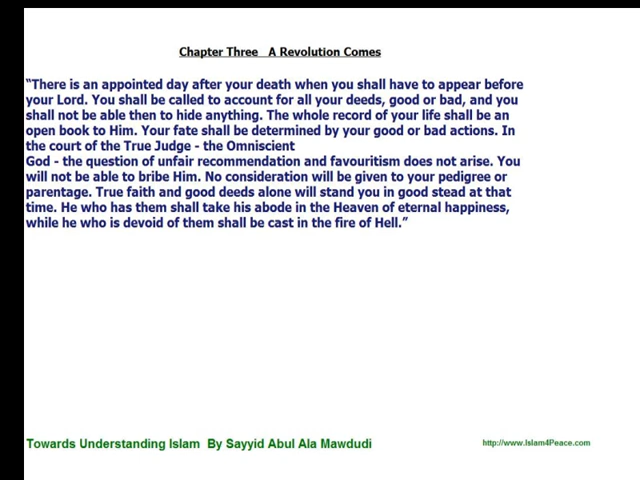 Chapter Three   A Revolution Comes
“There is an appointed day after your death when you shall have to appear before
your Lord. You shall be called to account for all your deeds, good or bad, and you
shall not be able then to hide anything. The whole record of your life shall be an
open book to Him. Your fate shall be determined by your good or bad actions. In
the court of the True Judge - the Omniscient
God - the question of unfair recommendation and favouritism does not arise. You
will not be able to bribe Him. No consideration will be given to your pedigree or
parentage. True faith and good deeds alone will stand you in good stead at that
time. He who has them shall take his abode in the Heaven of eternal happiness,
while he who is devoid of them shall be cast in the fire of Hell.”
Towards Understanding Islam  By Sayyid Abul Ala Mawdudi
http://www.Islam4Peace.com